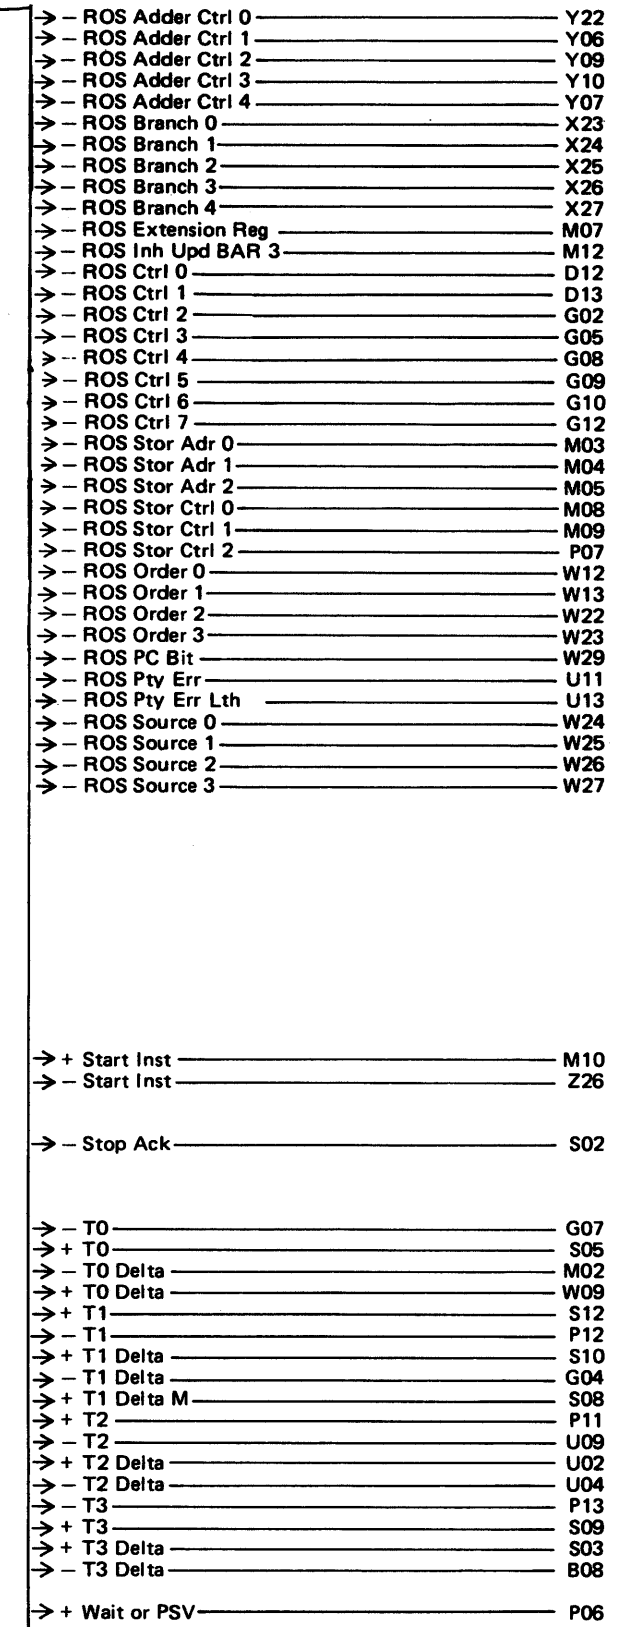 → – ROS Adder Ctrl 0 Y22
→ – ROS Adder Ctrl 1 Y06
→ – ROS Adder Ctrl 2 Y09
→ – ROS Adder Ctrl 3 Y10
→ – ROS Adder Ctrl 4 Y07
→ – ROS Branch 0 X23
→ – ROS Branch 1 X24
→ – ROS Branch 2 X25
→ – ROS Branch 3 X26
→ – ROS Branch 4 X27
→ – ROS Extension Reg M07
→ – ROS Inh Upd BAR 3 M12
→ – ROS Ctrl 0 D12
→ – ROS Ctrl 1 D13
→ – ROS Ctrl 2 G02
→ – ROS Ctrl 3 G05
→ – ROS Ctrl 4 G08
→ – ROS Ctrl 5 G09
→ – ROS Ctrl 6 G10
→ – ROS Ctrl 7 G12
→ – ROS Stor Adr 0 M03
→ – ROS Stor Adr 1 M04
→ – ROS Stor Adr 2 M05
→ – ROS Stor Ctrl 0 M08
→ – ROS Stor Ctrl 1 M09
→ – ROS Stor Ctrl 2 P07
→ – ROS Order 0 W12
→ – ROS Order 1 W13
→ – ROS Order 2 W22
→ – ROS Order 3 W23
→ – ROS PC Bit W29
→ – ROS Pty Err U11
→ – ROS Pty Err Lth U13
→ – ROS Source 0 W24
→ – ROS Source 1 W25
→ – ROS Source 2 W26
→ – ROS Source 3 W27
→ + Start Inst M10
→ – Start Inst Z26
→ – Stop Ack S02
→ – T0 G07
→ + T0 S05
→ – T0 Delta M02
→ + T0 Delta W09
→ + T1 S12
→ – T1 P12
→ + T1 Delta S10
→ – T1 Delta G04
→ + T1 Delta M S08
→ + T2 P11
→ – T2 U09
→ + T2 Delta U02
→ – T2 Delta U04
→ – T3 P13
→ + T3 S09
→ + T3 Delta S03
→ – T3 Delta B08
→ + Wait or PSV P06